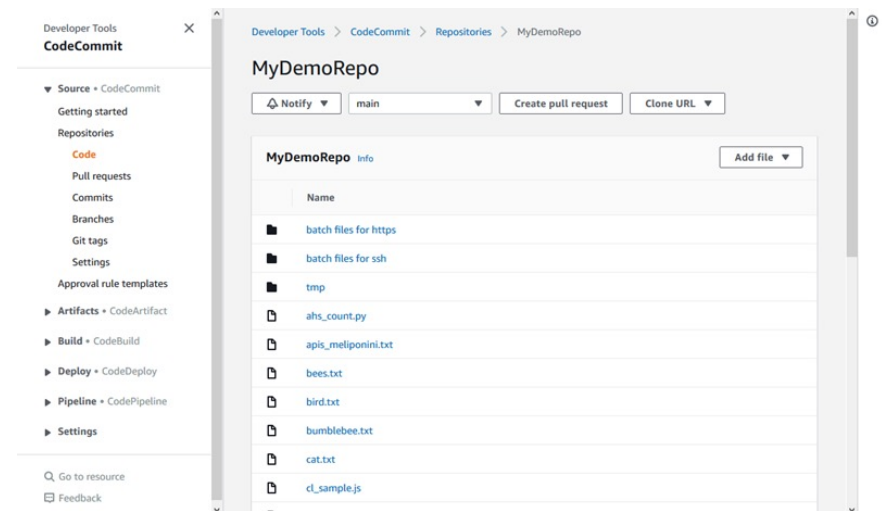 Developer Tools
CodeCommit
Source • CodeCommit
Getting started
Repositories
Code
Pull requests
Commits
Branches
Git tags
Settings
Approval rule templates
Artifacts • CodeArtifact
Build • CodeBuild
Deploy • CodeDeploy
Pipeline • CodePipeline
Settings
Go to resource
Feedback
Developer Tools > CodeCommit > Repositories > MyDemoRepo
MyDemoRepo
Notify main Create pull request Clone URL
MyDemoRepo Info Add file
Name
batch files for https
batch files for ssh
tmp
ahs_count.py
apis_meliponini.txt
bees.txt
bird.txt
bumblebee.txt
cat.txt
cl_sample.js